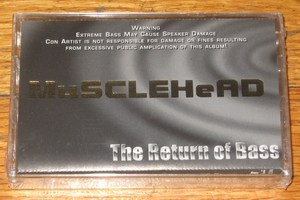 WARNING
EXTREME BASS MAY CAUSE SPEAKER DAMAGE
CON ARTIST IS NOT RESPONSIBLE FOR DAMAGE OR FINES RESULTING
FROM EXCESSIVE PUBLIC AMPLICATION OF THIS ALBUM!
MuSCLEHeAD
The Return of Bass